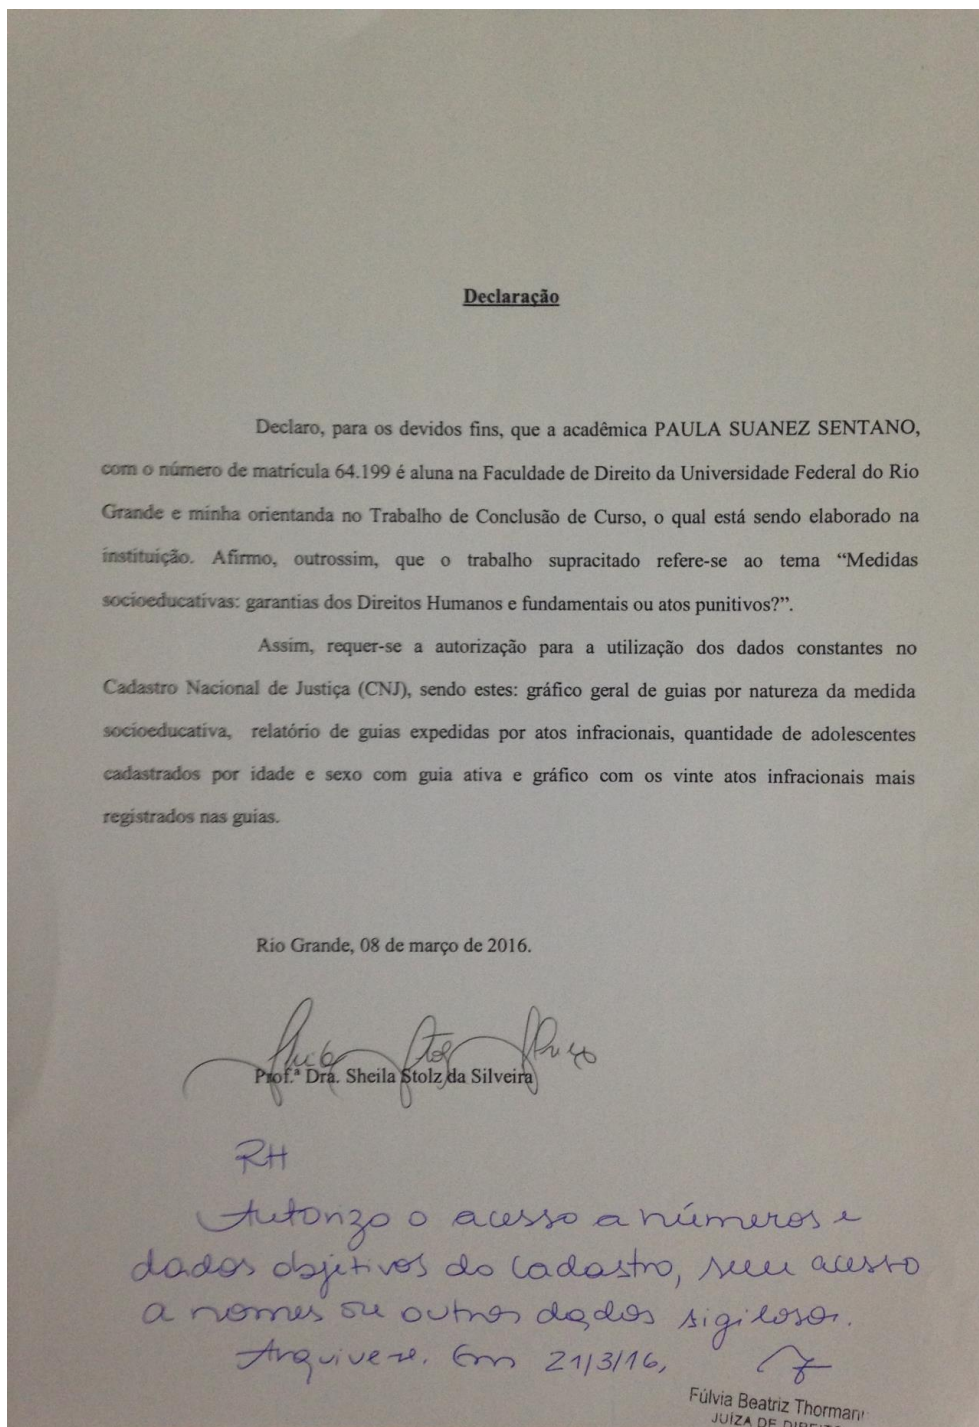 Declaração
Declaro, para os devidos fins, que a acadêmica PAULA SUANEZ SENTANO,
com o número de matrícula 64.199 é aluna na Faculdade de Direito da Universidade Federal do Rio
Grande e minha orientanda no Trabalho de Conclusão de Curso, o qual está sendo elaborado na
instituição. Afirmo, outrossim, que o trabalho supracitado refere-se ao tema “Medidas
socioeducativas: garantias dos Direitos Humanos e fundamentais ou atos punitivos?”.
Assim, requer-se a autorização para a utilização dos dados constantes no
Cadastro Nacional de Justiça (CNJ), sendo estes: gráfico geral de guias por natureza da medida
socioeducativa, relatório de guias expedidas por atos infracionais, quantidade de adolescentes
cadastrados por idade e sexo com guia ativa e gráfico com os vinte atos infracionais mais
registrados nas guias.
Rio Grande, 08 de março de 2016.
Prof.ª Dra. Sheila Stolz da Silveira
RH
Autorizo o acesso a números e
dados objetivos do Cadastro, sem acesso
a nomes ou outros dados sigilosos.
Arquive-se. Em 21/3/16,
Fúlvia Beatriz Thormann
JUÍZA DE DIREITO